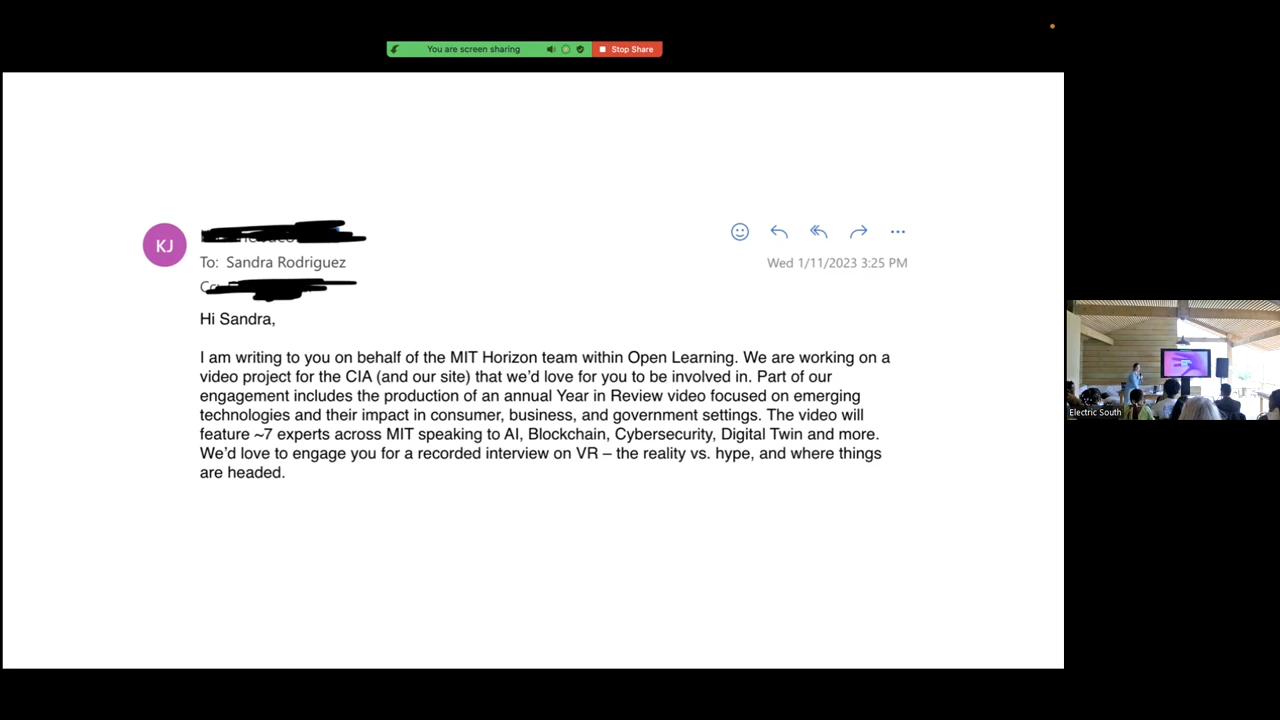 You are screen sharing
Stop Share
KJ
To: Sandra Rodriguez
Wed 1/11/2023 3:25 PM
Hi Sandra,
I am writing to you on behalf of the MIT Horizon team within Open Learning. We are working on a
video project for the CIA (and our site) that we'd love for you to be involved in. Part of our
engagement includes the production of an annual Year in Review video focused on emerging
technologies and their impact in consumer, business, and government settings. The video will
feature ~7 experts across MIT speaking to AI, Blockchain, Cybersecurity, Digital Twin and more.
We'd love to engage you for a recorded interview on VR – the reality vs. hype, and where things
are headed.
Electric South